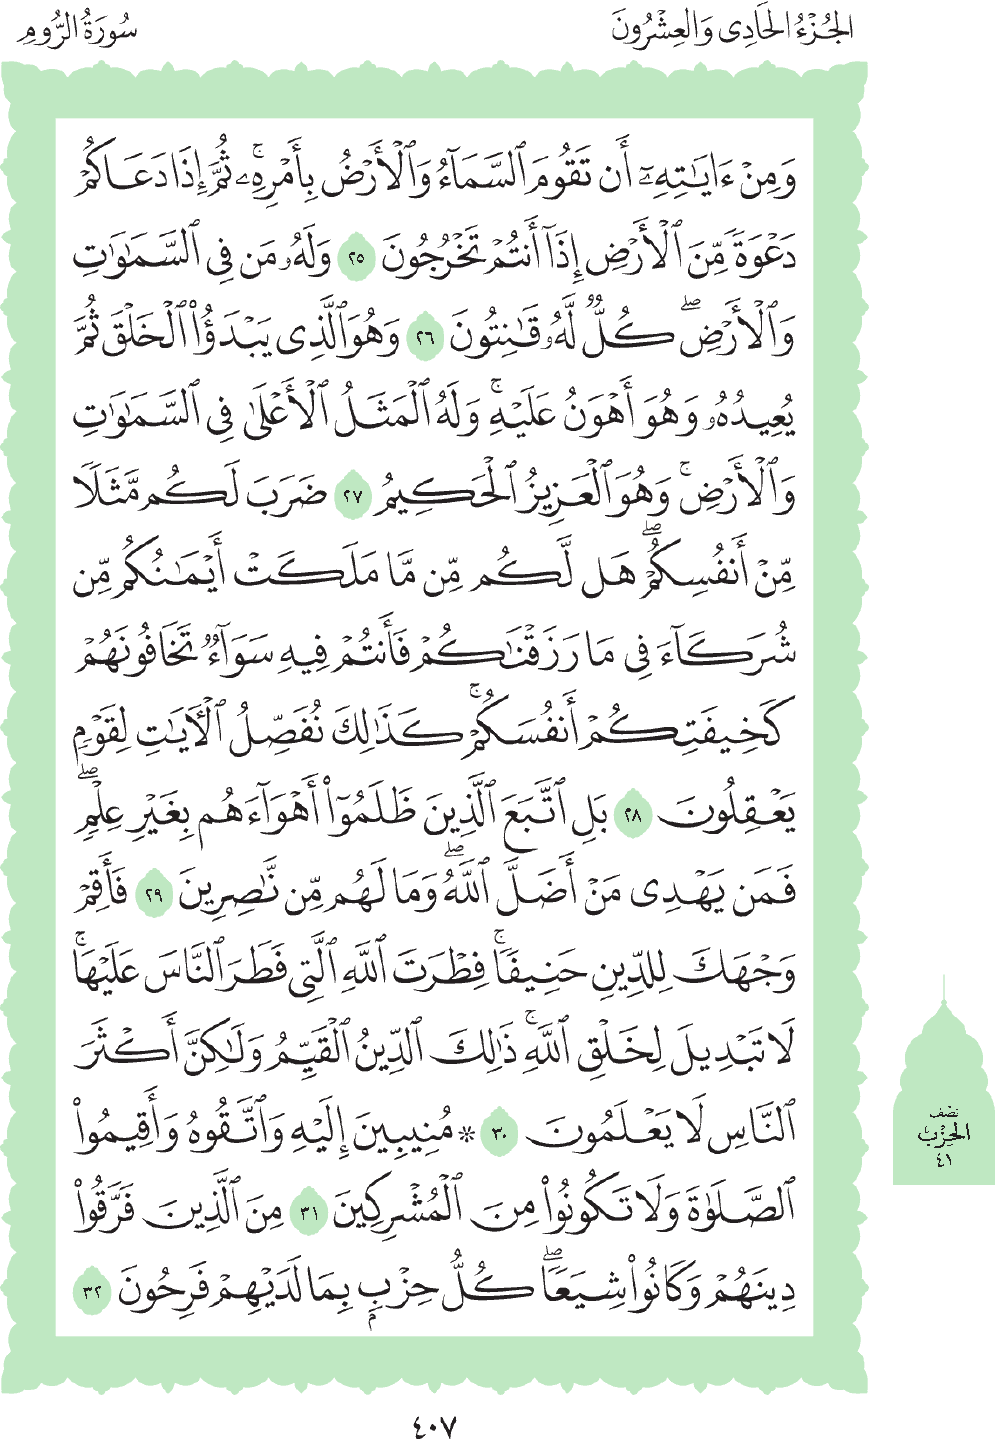 الجُزْءُ الحَادِى وَالعِشْرُونَ
سُورَةُ الرُّومِ
وَمِنْ ءَايَـٰتِهِۦٓ أَن تَقُومَ ٱلسَّمَآءُ وَٱلْأَرْضُ بِأَمْرِهِۦ ۚ ثُمَّ إِذَا دَعَاكُمْ
دَعْوَةً مِّنَ ٱلْأَرْضِ إِذَآ أَنتُمْ تَخْرُجُونَ ٢٥ وَلَهُۥ مَن فِى ٱلسَّمَـٰوَٰتِ
وَٱلْأَرْضِ ۖ كُلٌّ لَّهُۥ قَـٰنِتُونَ ٢٦ وَهُوَ ٱلَّذِى يَبْدَؤُا۟ ٱلْخَلْقَ ثُمَّ
يُعِيدُهُۥ وَهُوَ أَهْوَنُ عَلَيْهِ ۚ وَلَهُ ٱلْمَثَلُ ٱلْأَعْلَىٰ فِى ٱلسَّمَـٰوَٰتِ
وَٱلْأَرْضِ ۚ وَهُوَ ٱلْعَزِيزُ ٱلْحَكِيمُ ٢٧ ضَرَبَ لَكُم مَّثَلًا
مِّنْ أَنفُسِكُمْ ۖ هَل لَّكُم مِّن مَّا مَلَكَتْ أَيْمَـٰنُكُم مِّن
شُرَكَآءَ فِى مَا رَزَقْنَـٰكُمْ فَأَنتُمْ فِيهِ سَوَآءٌ تَخَافُونَهُمْ
كَخِيفَتِكُمْ أَنفُسَكُمْ ۚ كَذَٰلِكَ نُفَصِّلُ ٱلْـَٔايَـٰتِ لِقَوْمٍ
يَعْقِلُونَ ٢٨ بَلِ ٱتَّبَعَ ٱلَّذِينَ ظَلَمُوٓا۟ أَهْوَآءَهُم بِغَيْرِ عِلْمٍ ۖ
فَمَن يَهْدِى مَنْ أَضَلَّ ٱللَّهُ ۖ وَمَا لَهُم مِّن نَّـٰصِرِينَ ٢٩ فَأَقِمْ
وَجْهَكَ لِلدِّينِ حَنِيفًا ۚ فِطْرَتَ ٱللَّهِ ٱلَّتِى فَطَرَ ٱلنَّاسَ عَلَيْهَا ۚ
لَا تَبْدِيلَ لِخَلْقِ ٱللَّهِ ۚ ذَٰلِكَ ٱلدِّينُ ٱلْقَيِّمُ وَلَـٰكِنَّ أَكْثَرَ
ٱلنَّاسِ لَا يَعْلَمُونَ ٣٠ * مُنِيبِينَ إِلَيْهِ وَٱتَّقُوهُ وَأَقِيمُوا۟
ٱلصَّلَوٰةَ وَلَا تَكُونُوا۟ مِنَ ٱلْمُشْرِكِينَ ٣١ مِنَ ٱلَّذِينَ فَرَّقُوا۟
دِينَهُمْ وَكَانُوا۟ شِيَعًا ۖ كُلُّ حِزْبٍۭ بِمَا لَدَيْهِمْ فَرِحُونَ ٣٢
نصف
الحِزْب
٤١
٤٠٧